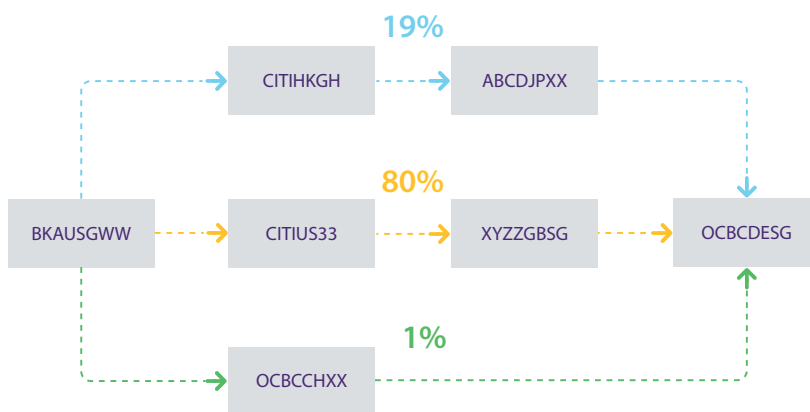 19%
CITIHKGH
ABCDJPXX
80%
BKAUSGWW
CITIUS33
XYZZGBSG
OCBCDESG
1%
OCBCCHXX